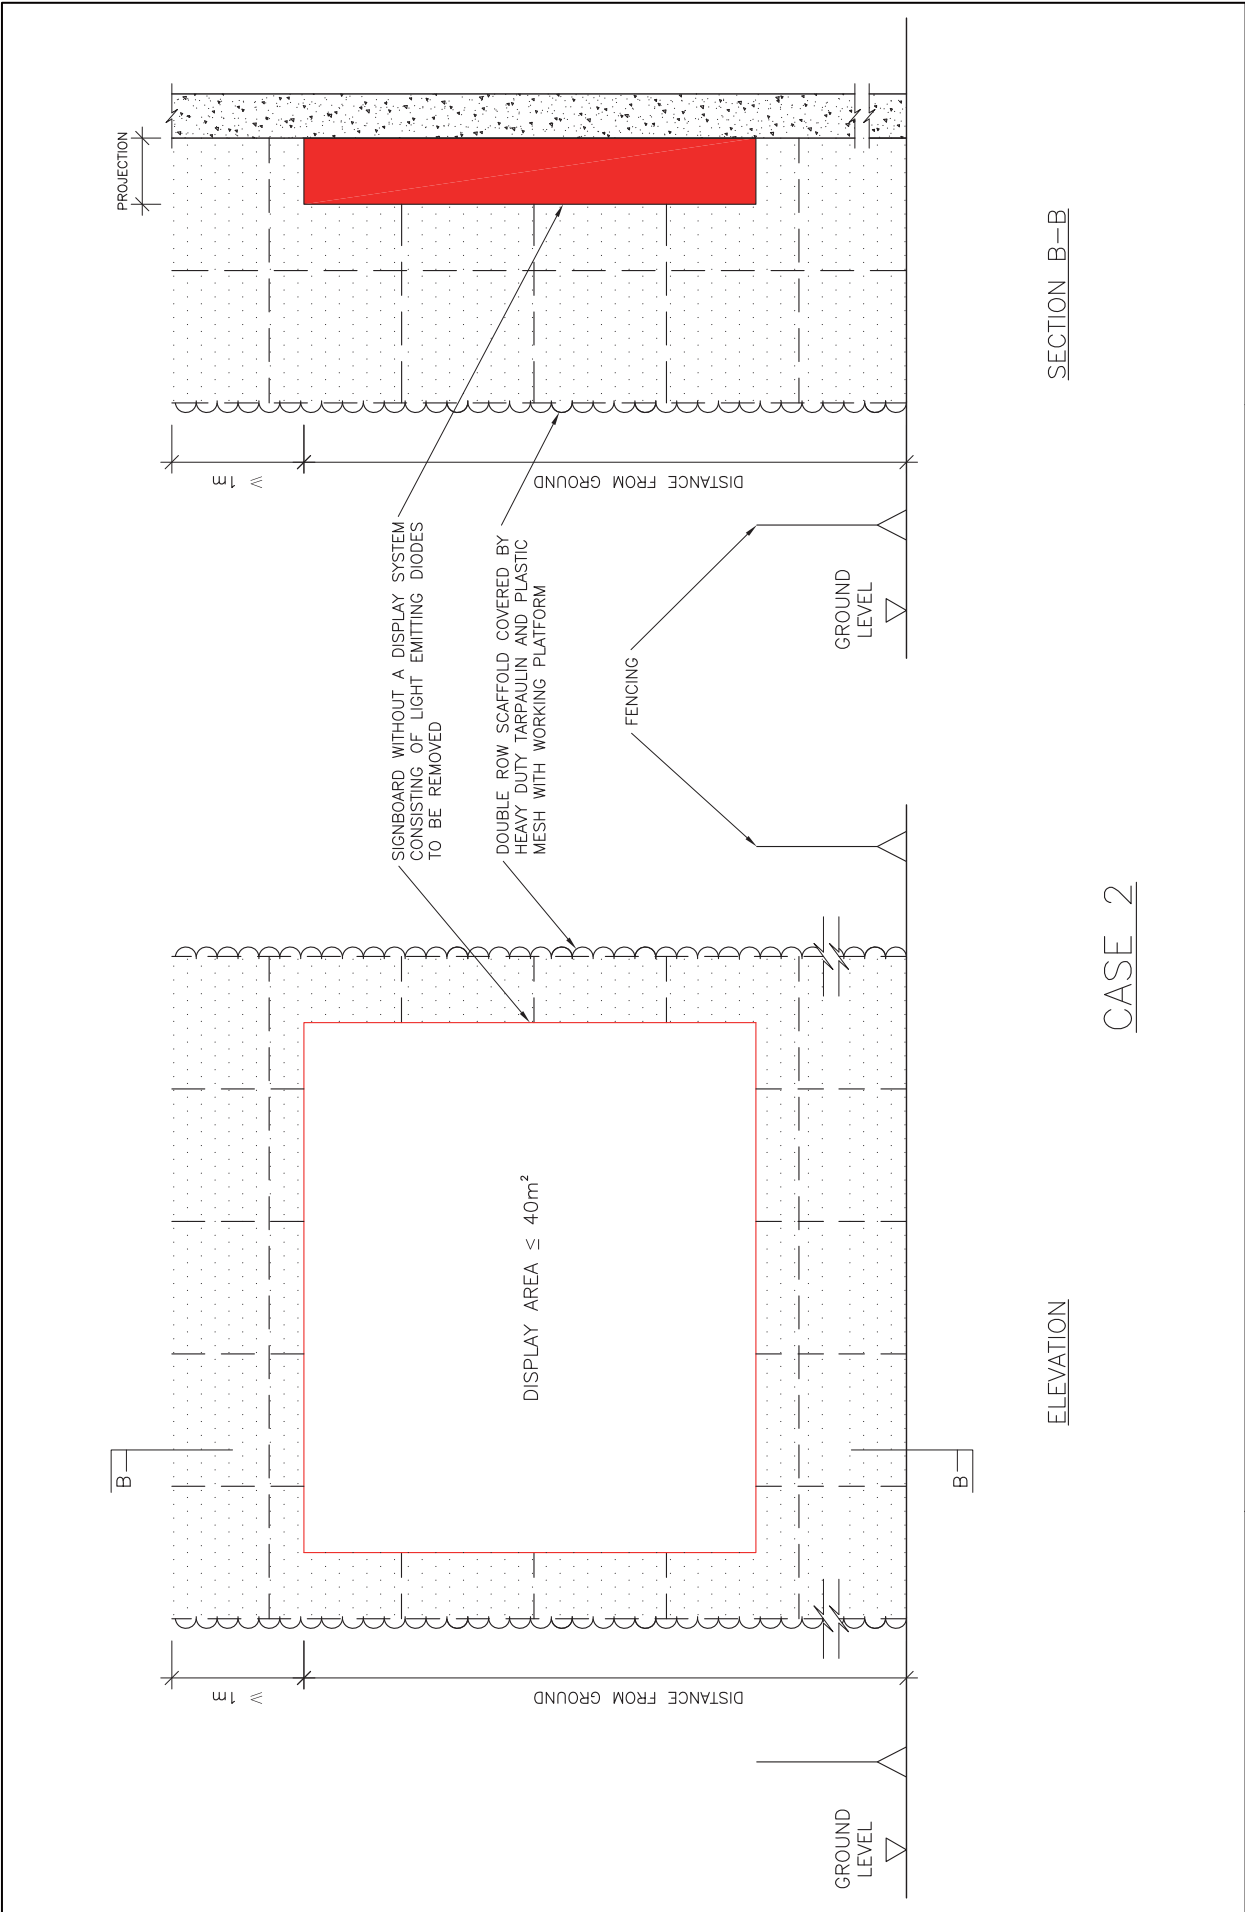 B
≥ 1m
DISTANCE FROM GROUND
DISPLAY AREA ≤ 40m²
B
GROUND
LEVEL
ELEVATION
SIGNBOARD WITHOUT A DISPLAY SYSTEM
CONSISTING OF LIGHT EMITTING DIODES
TO BE REMOVED
DOUBLE ROW SCAFFOLD COVERED BY
HEAVY DUTY TARPAULIN AND PLASTIC
MESH WITH WORKING PLATFORM
FENCING
PROJECTION
≥ 1m
DISTANCE FROM GROUND
GROUND
LEVEL
SECTION B-B
CASE 2